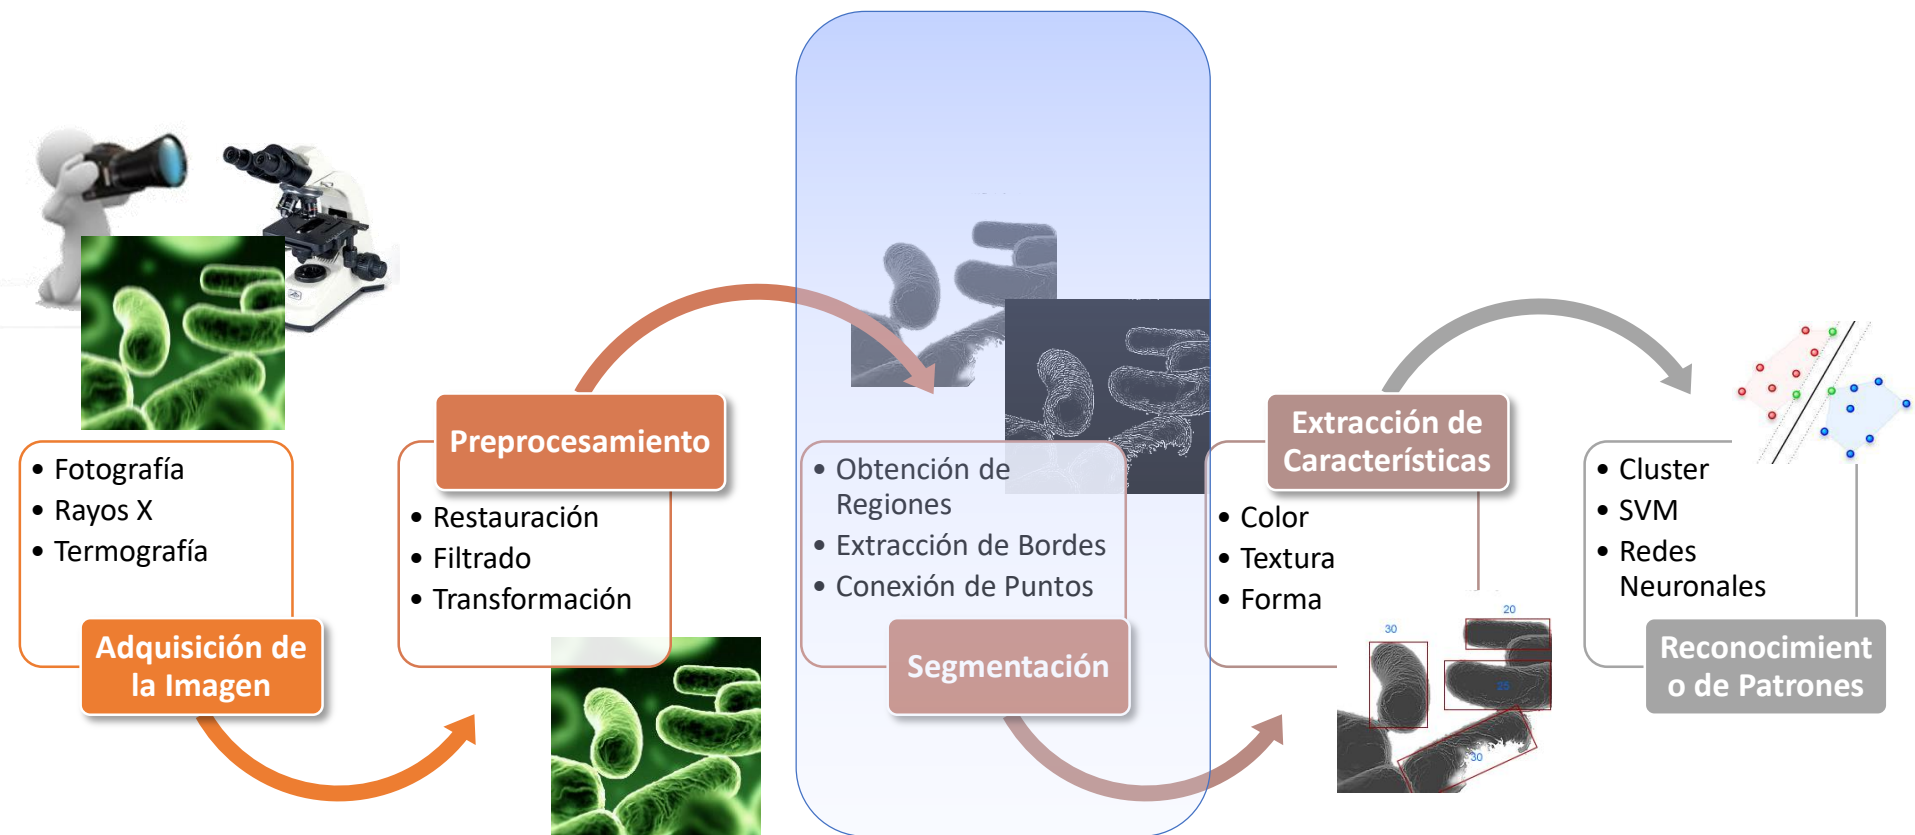 • Fotografía
• Rayos X
• Termografía
Adquisición de
la Imagen
Preprocesamiento
• Restauración
• Filtrado
• Transformación
• Obtención de
Regiones
• Extracción de Bordes
• Conexión de Puntos
Segmentación
Extracción de
Características
• Color
• Textura
• Forma
30
20
25
30
• Cluster
• SVM
• Redes
Neuronales
Reconocimient
o de Patrones